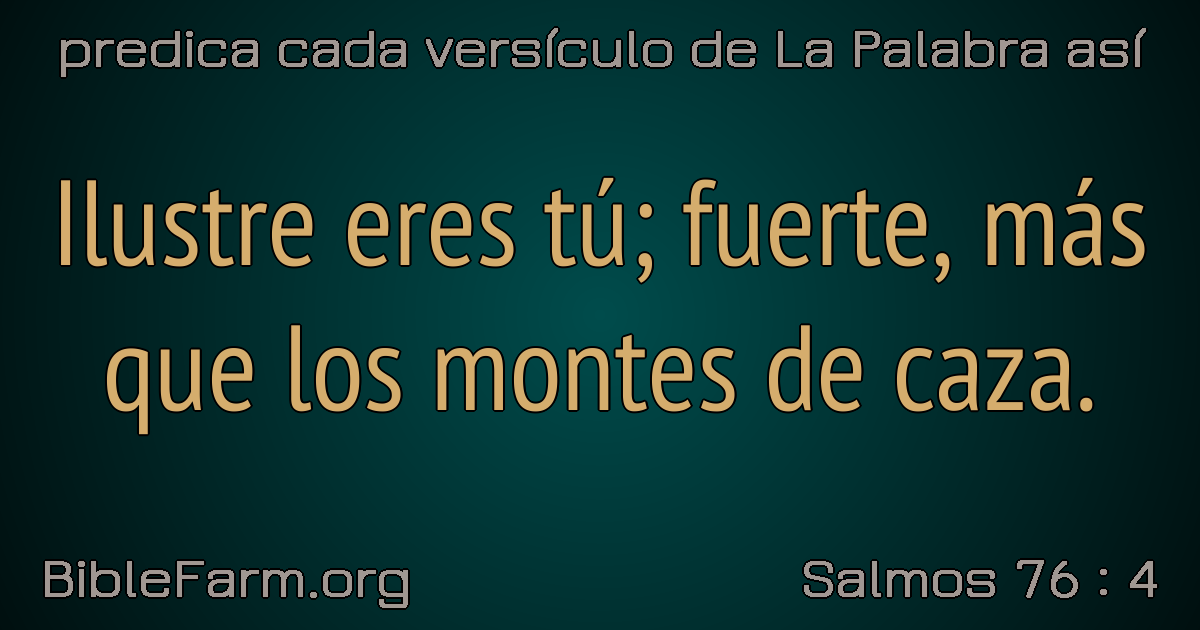 predica cada versículo de La Palabra así
Ilustre eres tú; fuerte, más
que los montes de caza.
BibleFarm.org
Salmos 76 : 4